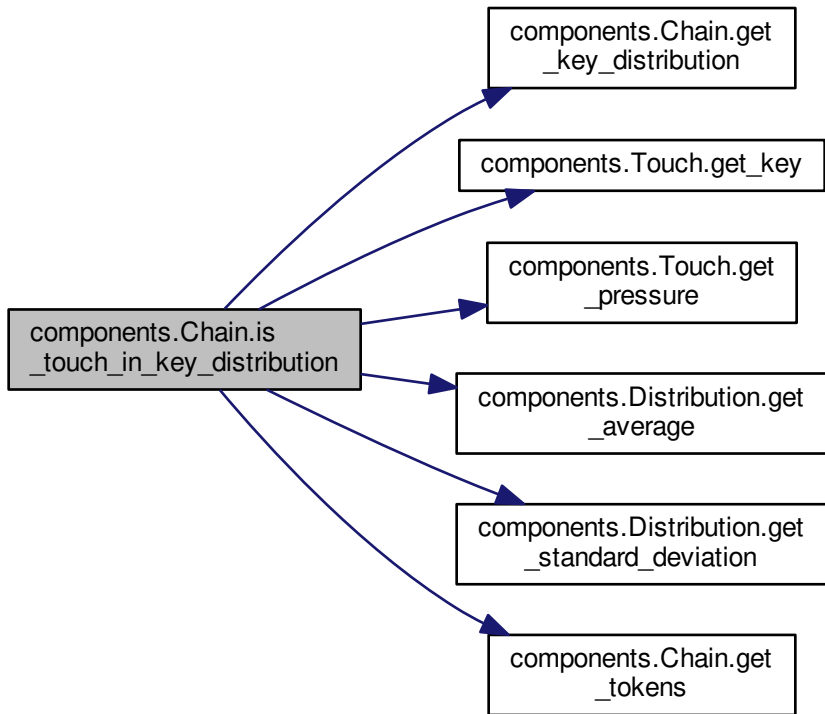 components.Chain.get
_key_distribution
components.Touch.get_key
components.Touch.get
_pressure
components.Chain.is
_touch_in_key_distribution
components.Distribution.get
_average
components.Distribution.get
_standard_deviation
components.Chain.get
_tokens